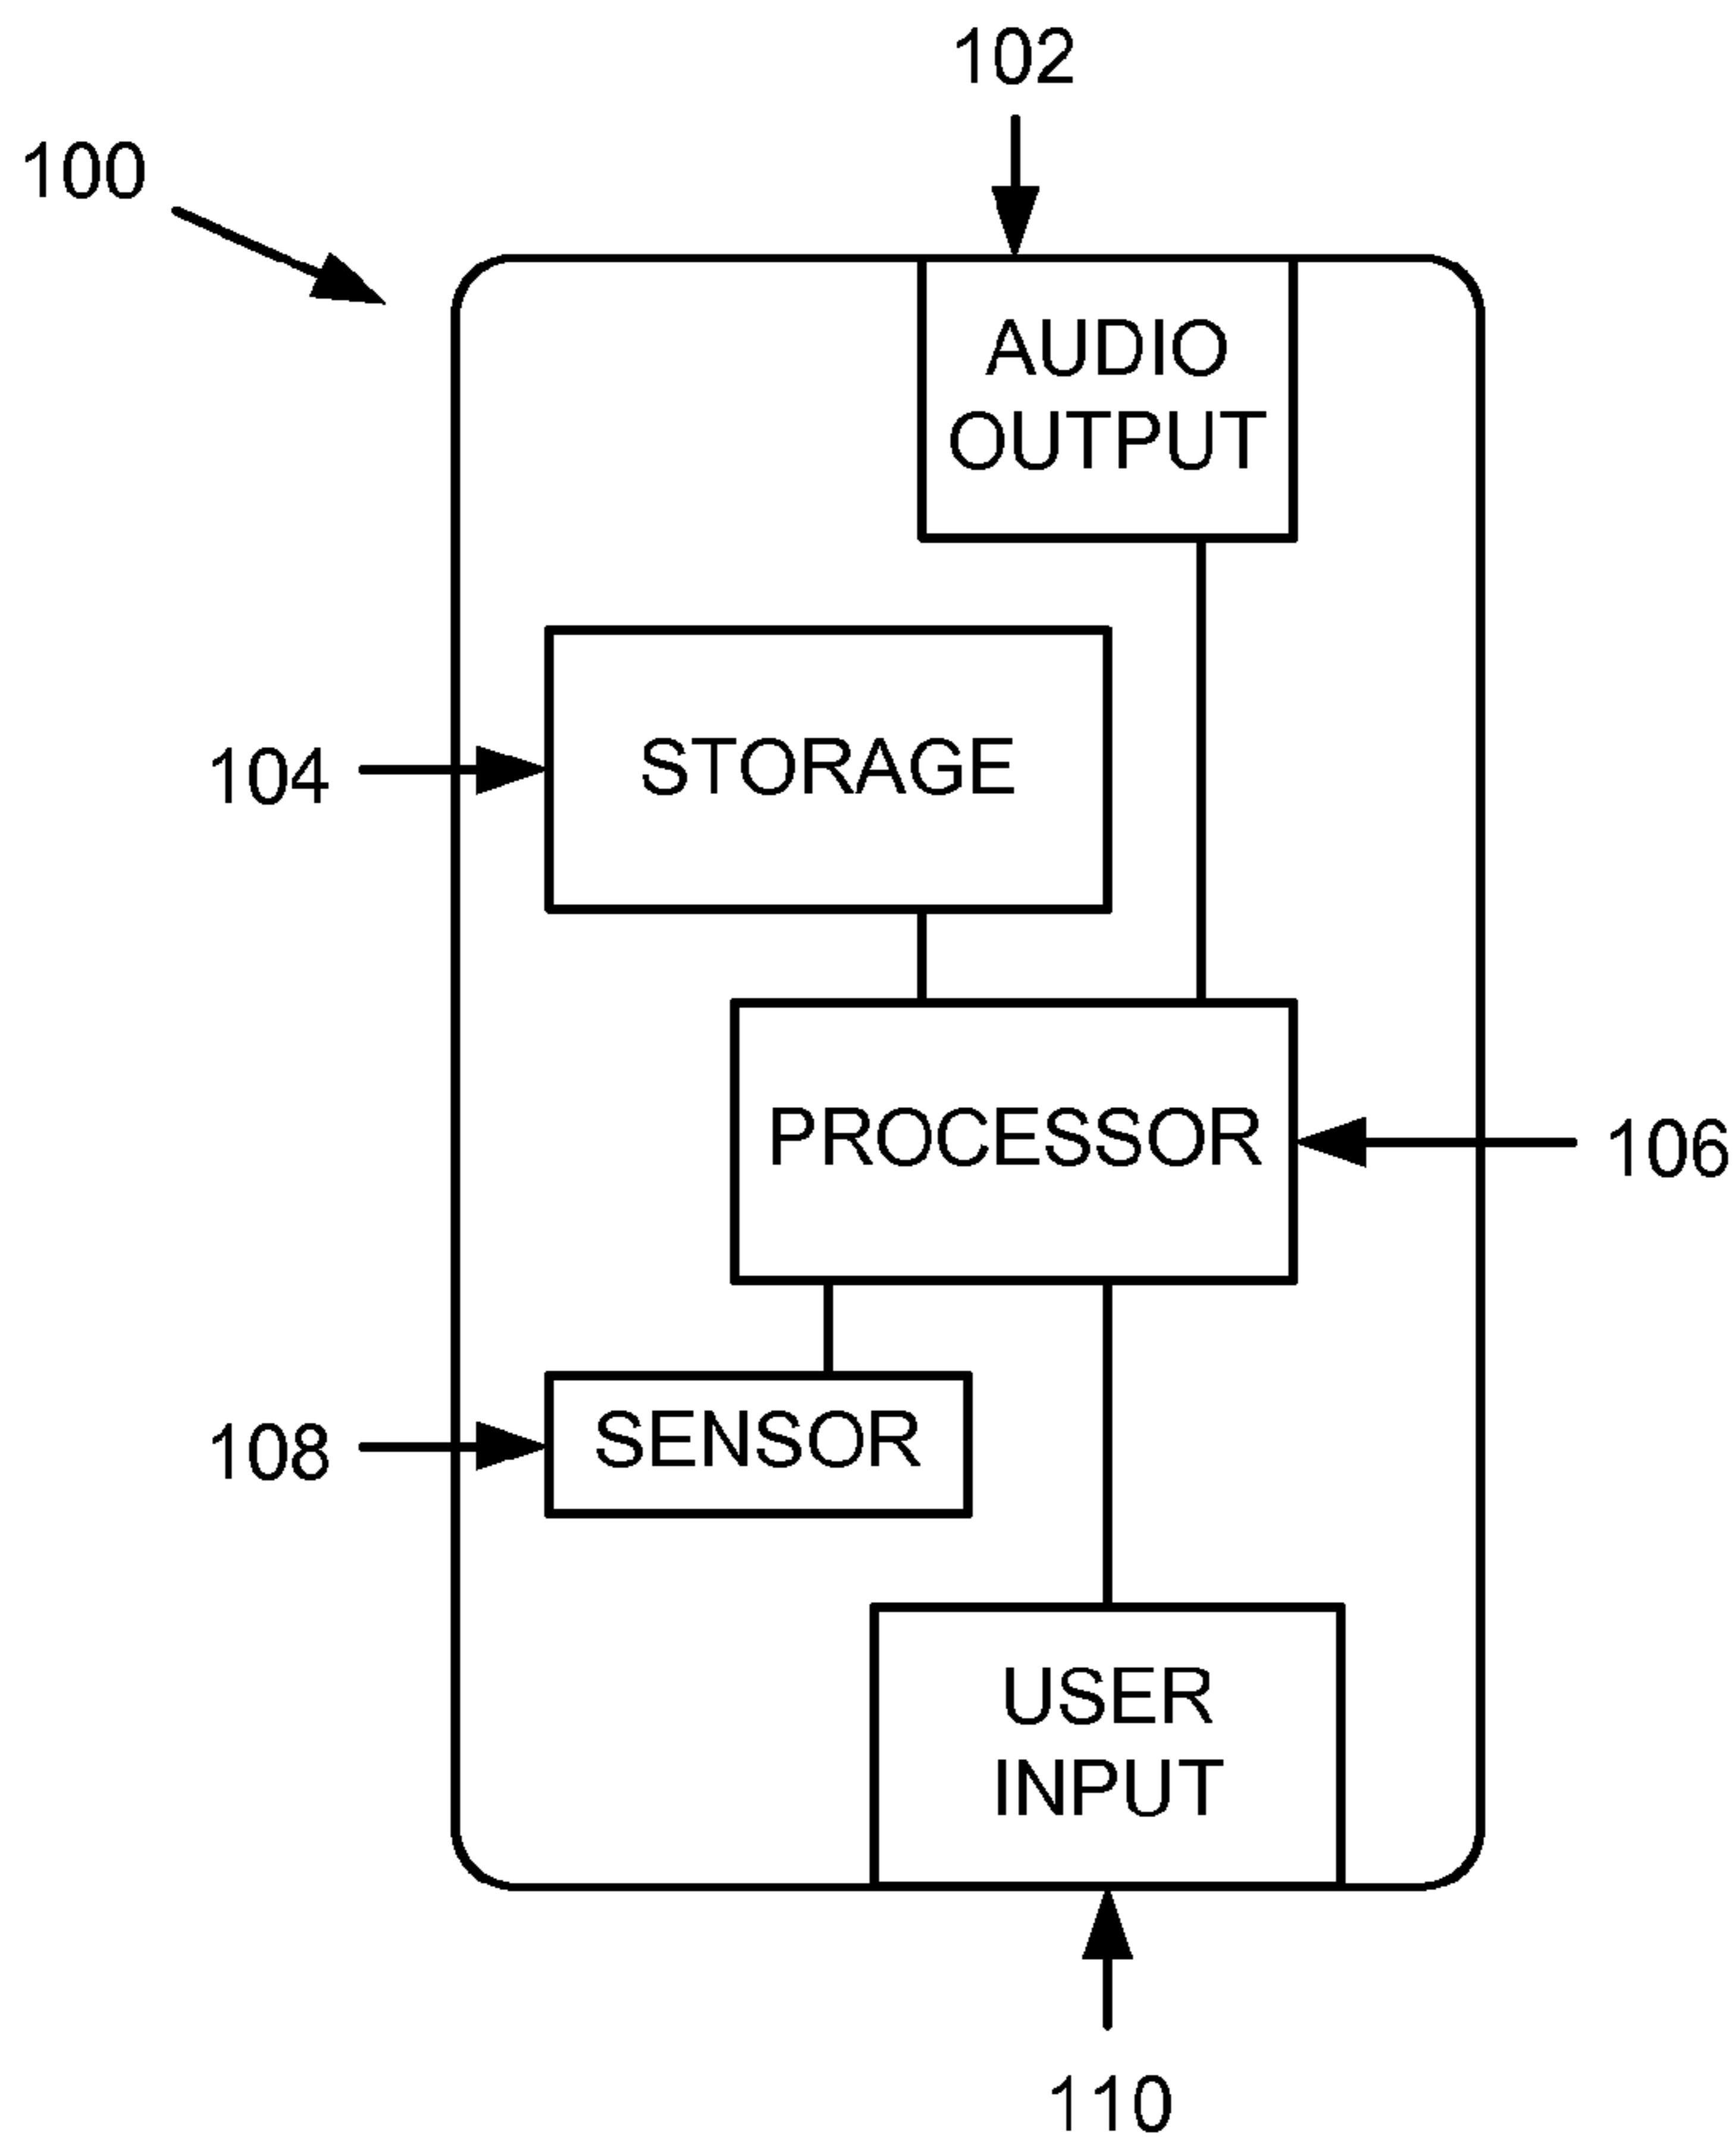 102
100
AUDIO
OUTPUT
104
STORAGE
PROCESSOR
106
108
SENSOR
USER
INPUT
110